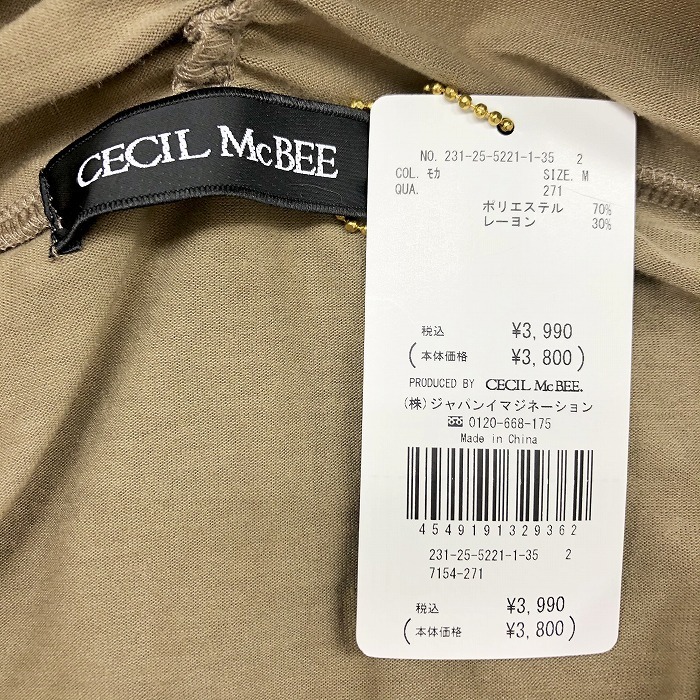 CECIL McBEE
NO. 231-25-5221-1-35 2
COL. モカ SIZE. M
QUA. 271
ポリエステル 70%
レーヨン 30%
税込 ¥3,990
(本体価格 ¥3,800)
PRODUCED BY CECIL McBEE.
(株)ジャパンイマジネーション
0120-668-175
Made in China
4549191329362
231-25-5221-1-35 2
7154-271
税込 ¥3,990
(本体価格 ¥3,800)